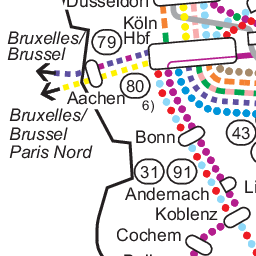 Düsseldorf
Köln
Hbf
Bruxelles/
Brussel
79
Aachen
80
6)
Bruxelles/
Brussel
Paris Nord
Bonn
43
31
91
Andernach
Koblenz
Cochem